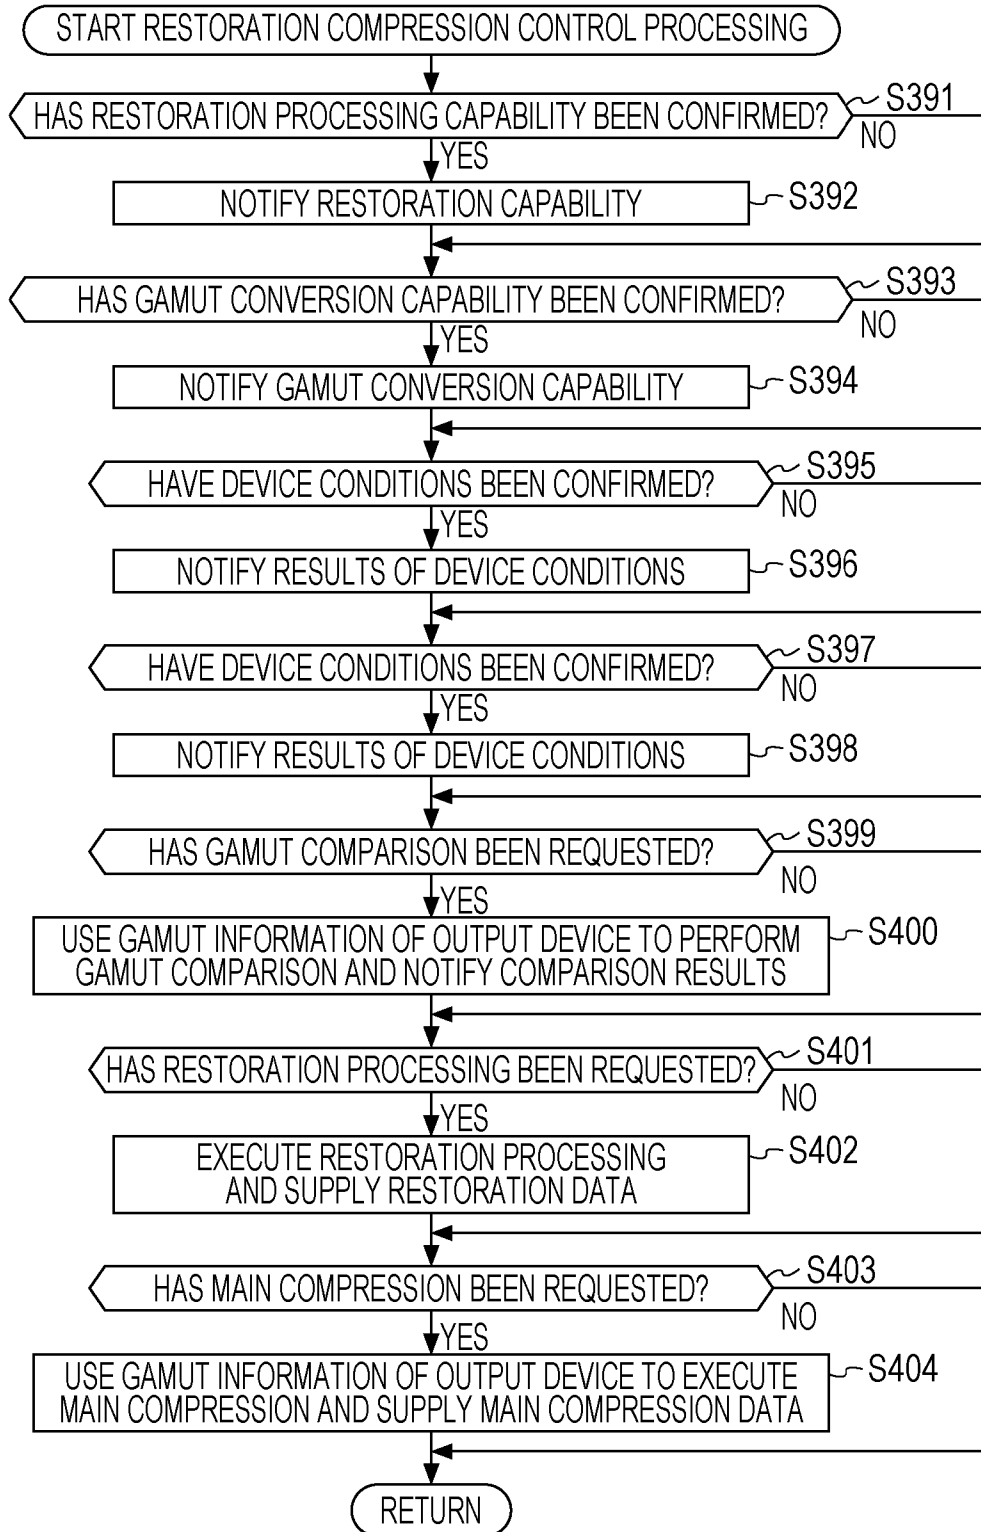 START RESTORATION COMPRESSION CONTROL PROCESSING
HAS RESTORATION PROCESSING CAPABILITY BEEN CONFIRMED?
S391
NO
YES
NOTIFY RESTORATION CAPABILITY
S392
HAS GAMUT CONVERSION CAPABILITY BEEN CONFIRMED?
S393
NO
YES
NOTIFY GAMUT CONVERSION CAPABILITY
S394
HAVE DEVICE CONDITIONS BEEN CONFIRMED?
S395
NO
YES
NOTIFY RESULTS OF DEVICE CONDITIONS
S396
HAVE DEVICE CONDITIONS BEEN CONFIRMED?
S397
NO
YES
NOTIFY RESULTS OF DEVICE CONDITIONS
S398
HAS GAMUT COMPARISON BEEN REQUESTED?
S399
NO
YES
USE GAMUT INFORMATION OF OUTPUT DEVICE TO PERFORM
GAMUT COMPARISON AND NOTIFY COMPARISON RESULTS
S400
HAS RESTORATION PROCESSING BEEN REQUESTED?
S401
NO
YES
EXECUTE RESTORATION PROCESSING
AND SUPPLY RESTORATION DATA
S402
HAS MAIN COMPRESSION BEEN REQUESTED?
S403
NO
YES
USE GAMUT INFORMATION OF OUTPUT DEVICE TO EXECUTE
MAIN COMPRESSION AND SUPPLY MAIN COMPRESSION DATA
S404
RETURN